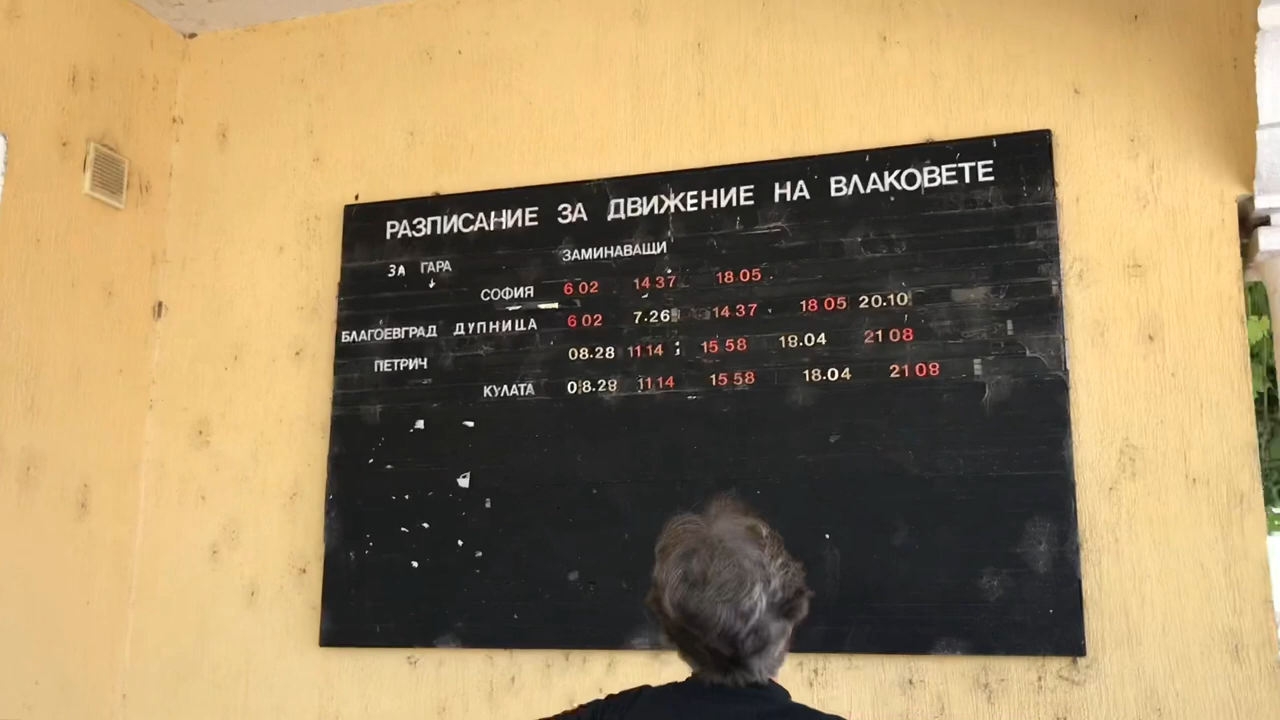 РАЗПИСАНИЕ ЗА ДВИЖЕНИЕ НА ВЛАКОВЕТЕ
ЗА ГАРА ЗАМИНАВАЩИ
СОФИЯ 6 02 14 37 18.05
БЛАГОЕВГРАД ДУПНИЦА 6 02 7.26 14 37 18 05 20.10
ПЕТРИЧ 08.28 11 14 15 58 18.04 21 08
КУЛАТА 08.28 11 14 15 58 18.04 21 08